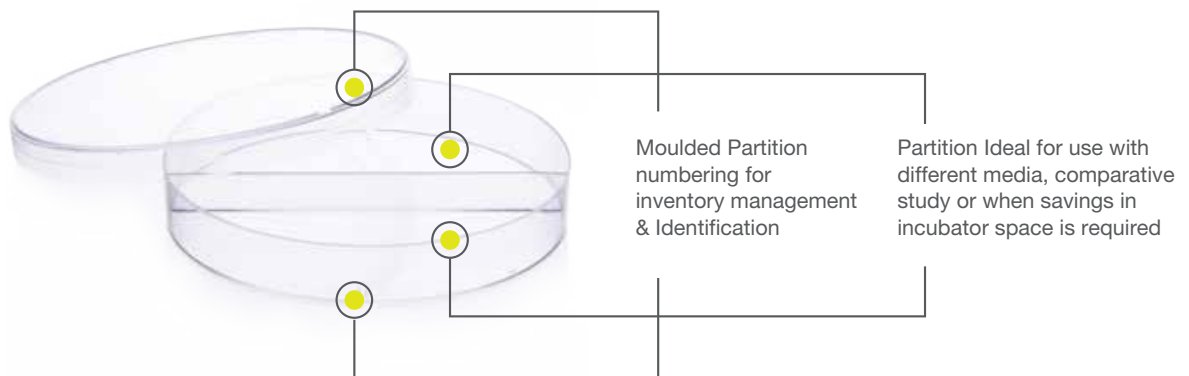 Moulded Partition
numbering for
inventory management
& Identification
Partition Ideal for use with
different media, comparative
study or when savings in
incubator space is required